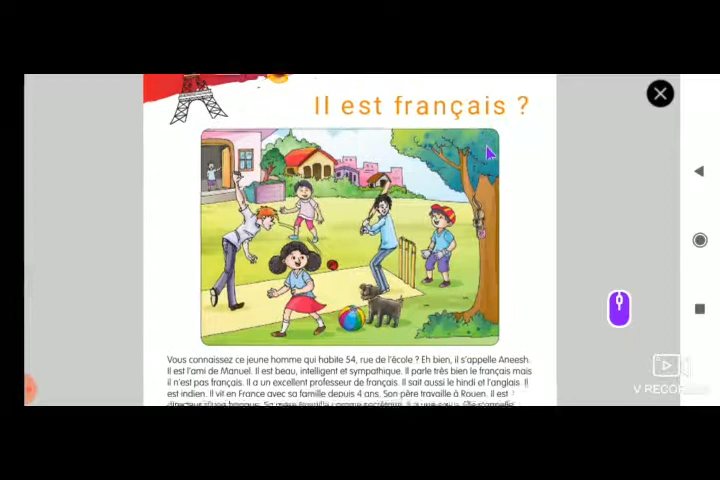 Il est français ?
Vous connaissez ce jeune homme qui habite 54, rue de l'école ? Eh bien, il s'appelle Aneesh.
Il est l'ami de Manuel. Il est beau, intelligent et sympathique. Il parle très bien le français mais
il n'est pas français. Il a un excellent professeur de français. Il sait aussi le hindi et l'anglais. Il
est indien. Il vit en France avec sa famille depuis 4 ans. Son père travaille à Rouen. Il est
V RECOR